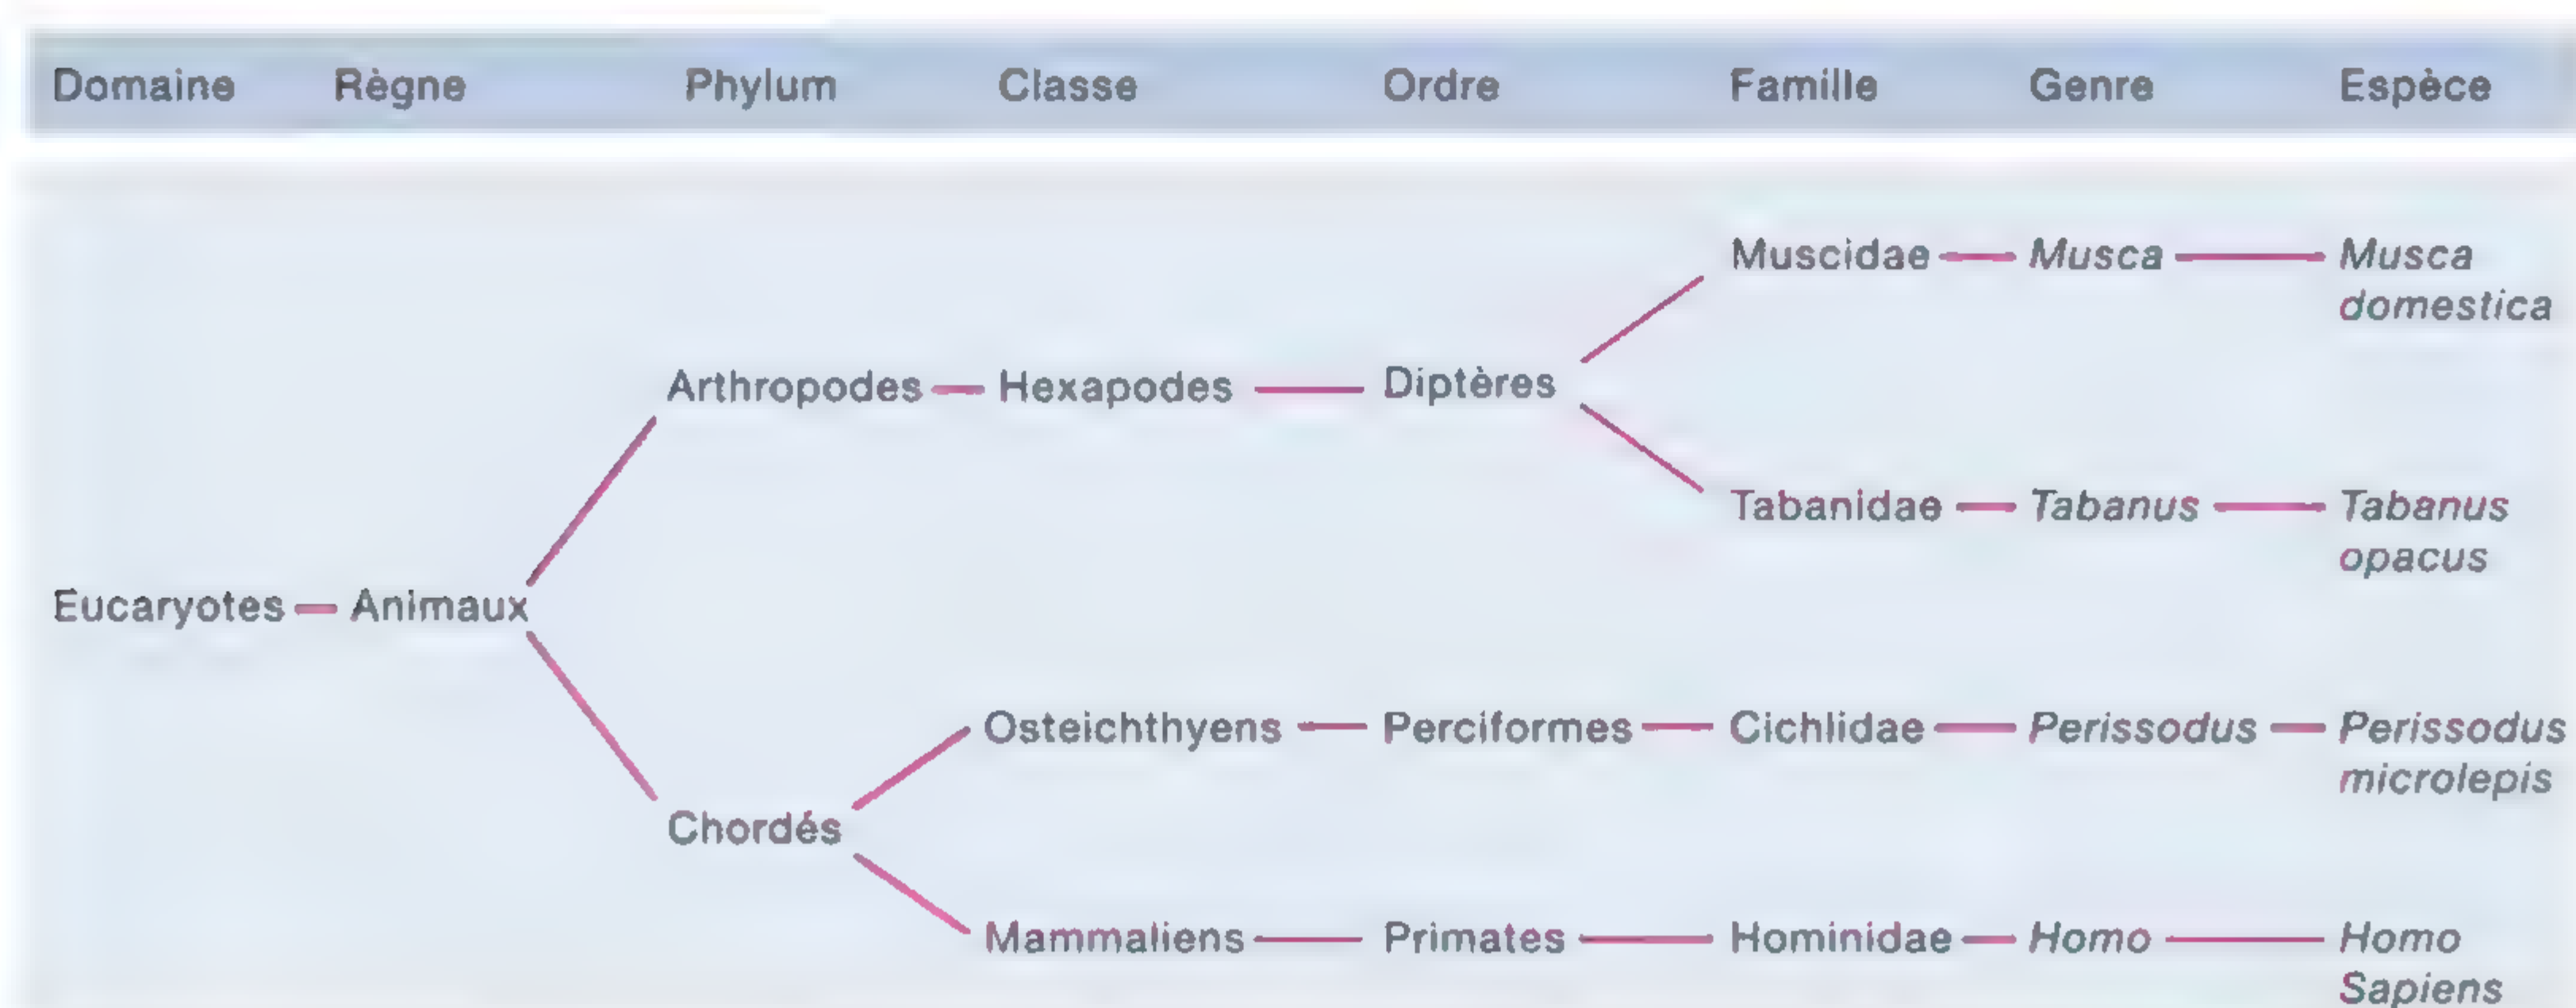 Domaine Règne Phylum Classe Ordre Famille Genre Espèce
Muscidae Musca Musca
domestica
Arthropodes Hexapodes Diptères
Tabanidae Tabanus Tabanus
opacus
Eucaryotes Animaux
Osteichthyens Perciformes Cichlidae Perissodus Perissodus
microlepis
Chordés
Mammaliens Primates Hominidae Homo Homo
Sapiens